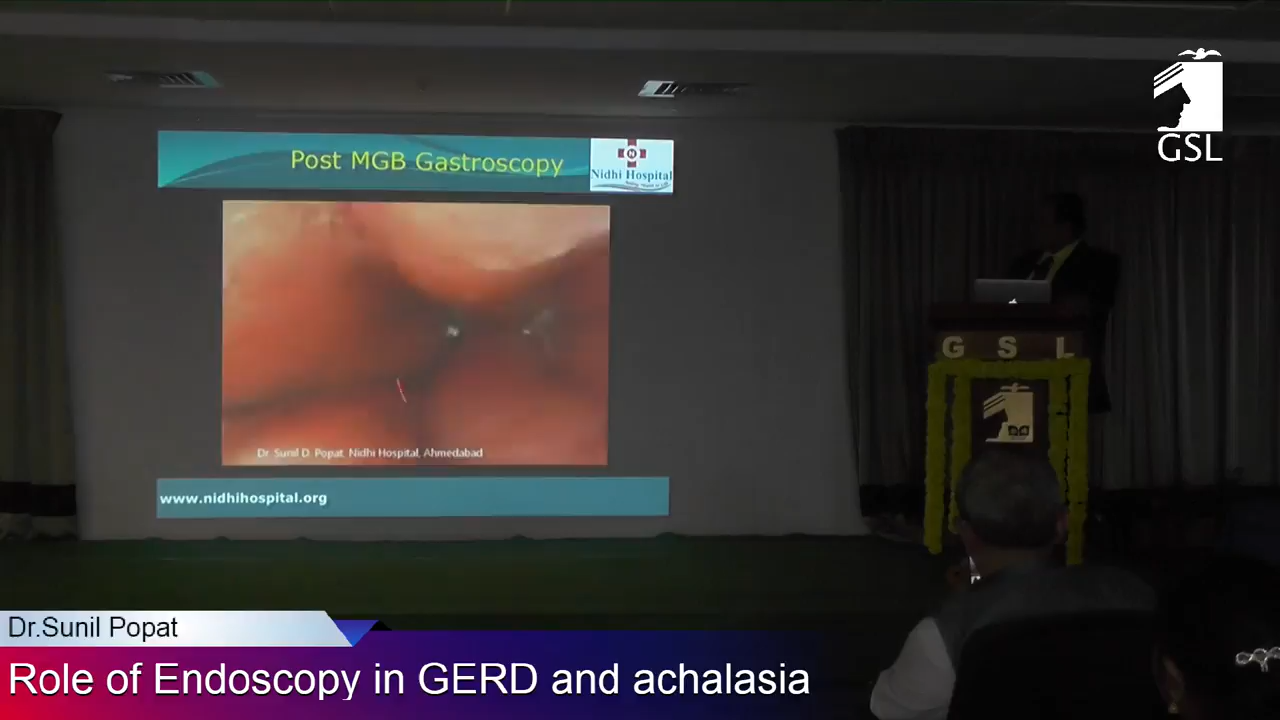 GSL
Post MGB Gastroscopy
N
Nidhi Hospital
Dr. Sunil D. Popat, Nidhi Hospital, Ahmedabad
www.nidhihospital.org
G S L
Dr.Sunil Popat
Role of Endoscopy in GERD and achalasia